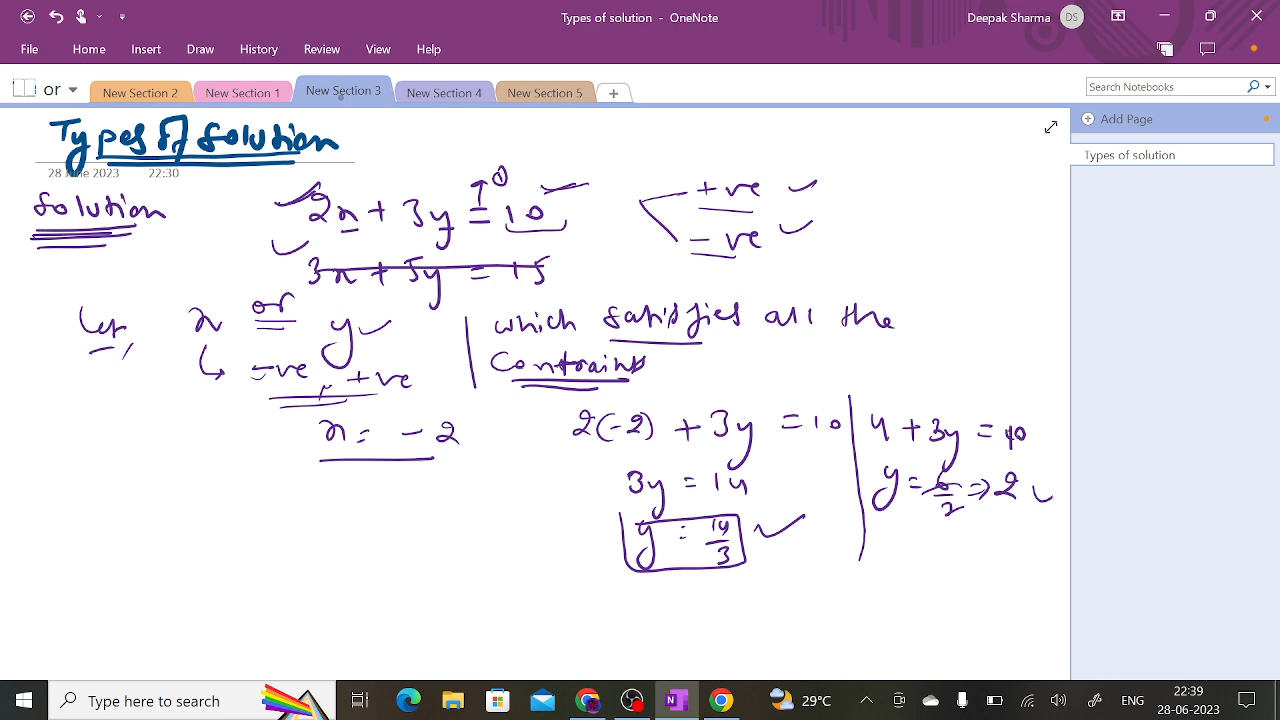 Types of solution - OneNote
Deepak Sharma DS
File Home Insert Draw History Review View Help
or New Section 2 New Section 1 New Section 3 New Section 4 New Section 5 +
Search Notebooks
Add Page
Types of solution
Types of solution
28 June 2023 22:30
Solution
2x + 3y = 10 ①
+ve
- ve
3x + 5y = 15
Let, x or y
-ve, +ve
which satisfies all the
Contraints
x = - 2
2(-2) + 3y = 10
3y = 14
y = 14/3
4 + 3y = 10
y = 6/2 => 2
Type here to search
29°C
ENG
22:39
28-06-2023